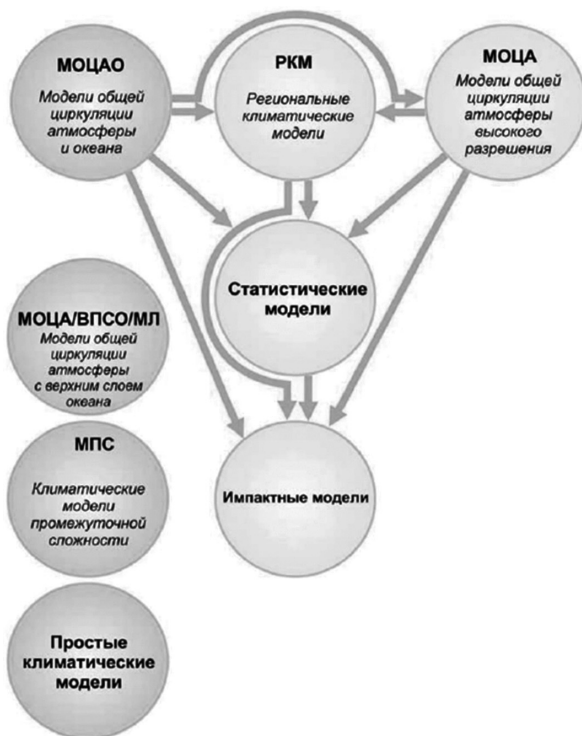 МОЦАО
Модели общей
циркуляции
атмосферы
и океана
РКМ
Региональные
климатические
модели
МОЦА
Модели общей
циркуляции
атмосферы
высокого
разрешения
Статистические
модели
МОЦА/ВПСО/МЛ
Модели общей
циркуляции
атмосферы
с верхним слоем
океана
МПС
Климатические
модели
промежуточной
сложности
Импактные модели
Простые
климатические
модели